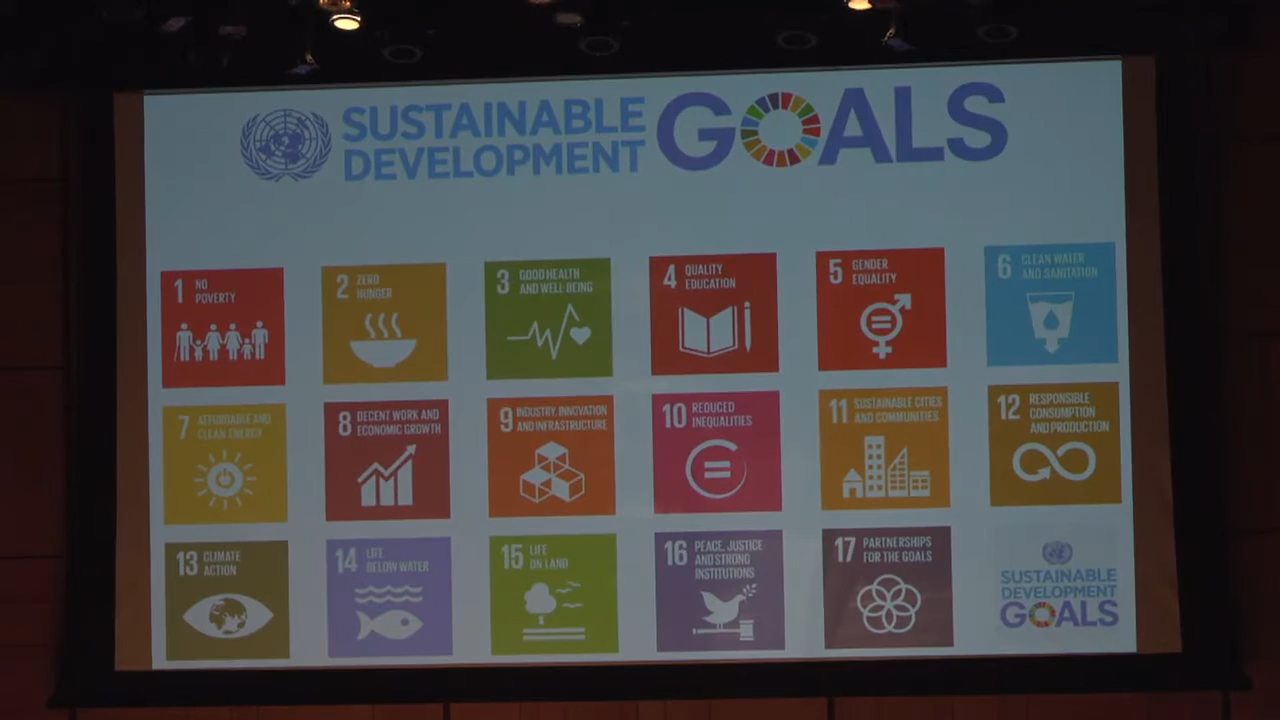 SUSTAINABLE
DEVELOPMENT
GOALS
1 NO
POVERTY
2 ZERO
HUNGER
3 GOOD HEALTH
AND WELL-BEING
4 QUALITY
EDUCATION
5 GENDER
EQUALITY
6 CLEAN WATER
AND SANITATION
7 AFFORDABLE AND
CLEAN ENERGY
8 DECENT WORK AND
ECONOMIC GROWTH
9 INDUSTRY, INNOVATION
AND INFRASTRUCTURE
10 REDUCED
INEQUALITIES
11 SUSTAINABLE CITIES
AND COMMUNITIES
12 RESPONSIBLE
CONSUMPTION
AND PRODUCTION
13 CLIMATE
ACTION
14 LIFE
BELOW WATER
15 LIFE
ON LAND
16 PEACE, JUSTICE
AND STRONG
INSTITUTIONS
17 PARTNERSHIPS
FOR THE GOALS
SUSTAINABLE
DEVELOPMENT
GOALS